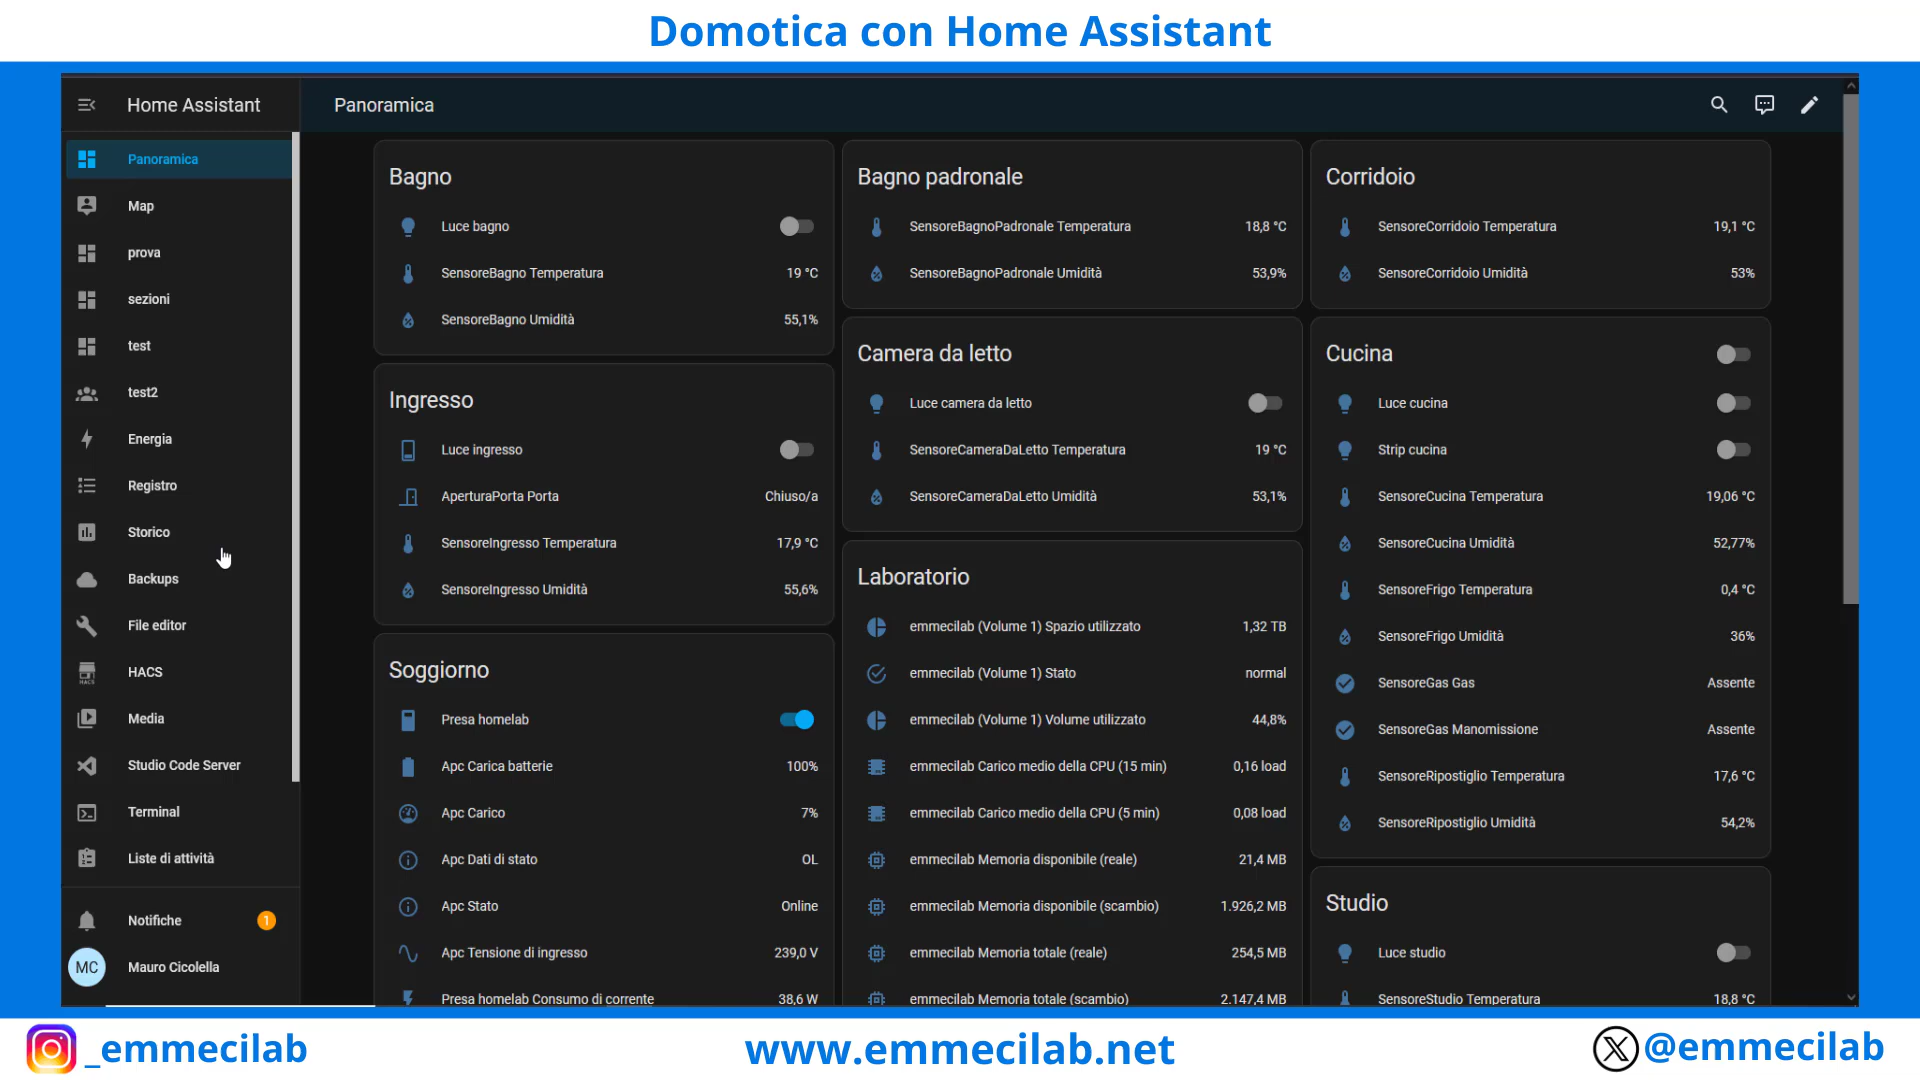 Domotica con Home Assistant
Home Assistant
Panoramica
Panoramica
Map
prova
sezioni
test
test2
Energia
Registro
Storico
Backups
File editor
HACS
HACS
Media
Studio Code Server
Terminal
Liste di attività
Notifiche 1
MC Mauro Cicolella
Bagno
Luce bagno
SensoreBagno Temperatura 19 °C
SensoreBagno Umidità 55,1%
Ingresso
Luce ingresso
AperturaPorta Porta Chiuso/a
SensoreIngresso Temperatura 17,9 °C
SensoreIngresso Umidità 55,6%
Soggiorno
Presa homelab
Apc Carica batterie 100%
Apc Carico 7%
Apc Dati di stato OL
Apc Stato Online
Apc Tensione di ingresso 239,0 V
Presa homelab Consumo di corrente 38,6 W
Bagno padronale
SensoreBagnoPadronale Temperatura 18,8 °C
SensoreBagnoPadronale Umidità 53,9%
Camera da letto
Luce camera da letto
SensoreCameraDaLetto Temperatura 19 °C
SensoreCameraDaLetto Umidità 53,1%
Laboratorio
emmecilab (Volume 1) Spazio utilizzato 1,32 TB
emmecilab (Volume 1) Stato normal
emmecilab (Volume 1) Volume utilizzato 44,8%
emmecilab Carico medio della CPU (15 min) 0,16 load
emmecilab Carico medio della CPU (5 min) 0,08 load
emmecilab Memoria disponibile (reale) 21,4 MB
emmecilab Memoria disponibile (scambio) 1.926,2 MB
emmecilab Memoria totale (reale) 254,5 MB
emmecilab Memoria totale (scambio) 2.147,4 MB
Corridoio
SensoreCorridoio Temperatura 19,1 °C
SensoreCorridoio Umidità 53%
Cucina
Luce cucina
Strip cucina
SensoreCucina Temperatura 19,06 °C
SensoreCucina Umidità 52,77%
SensoreFrigo Temperatura 0,4 °C
SensoreFrigo Umidità 36%
SensoreGas Gas Assente
SensoreGas Manomissione Assente
SensoreRipostiglio Temperatura 17,6 °C
SensoreRipostiglio Umidità 54,2%
Studio
Luce studio
SensoreStudio Temperatura 18,8 °C
_emmecilab
www.emmecilab.net
@emmecilab